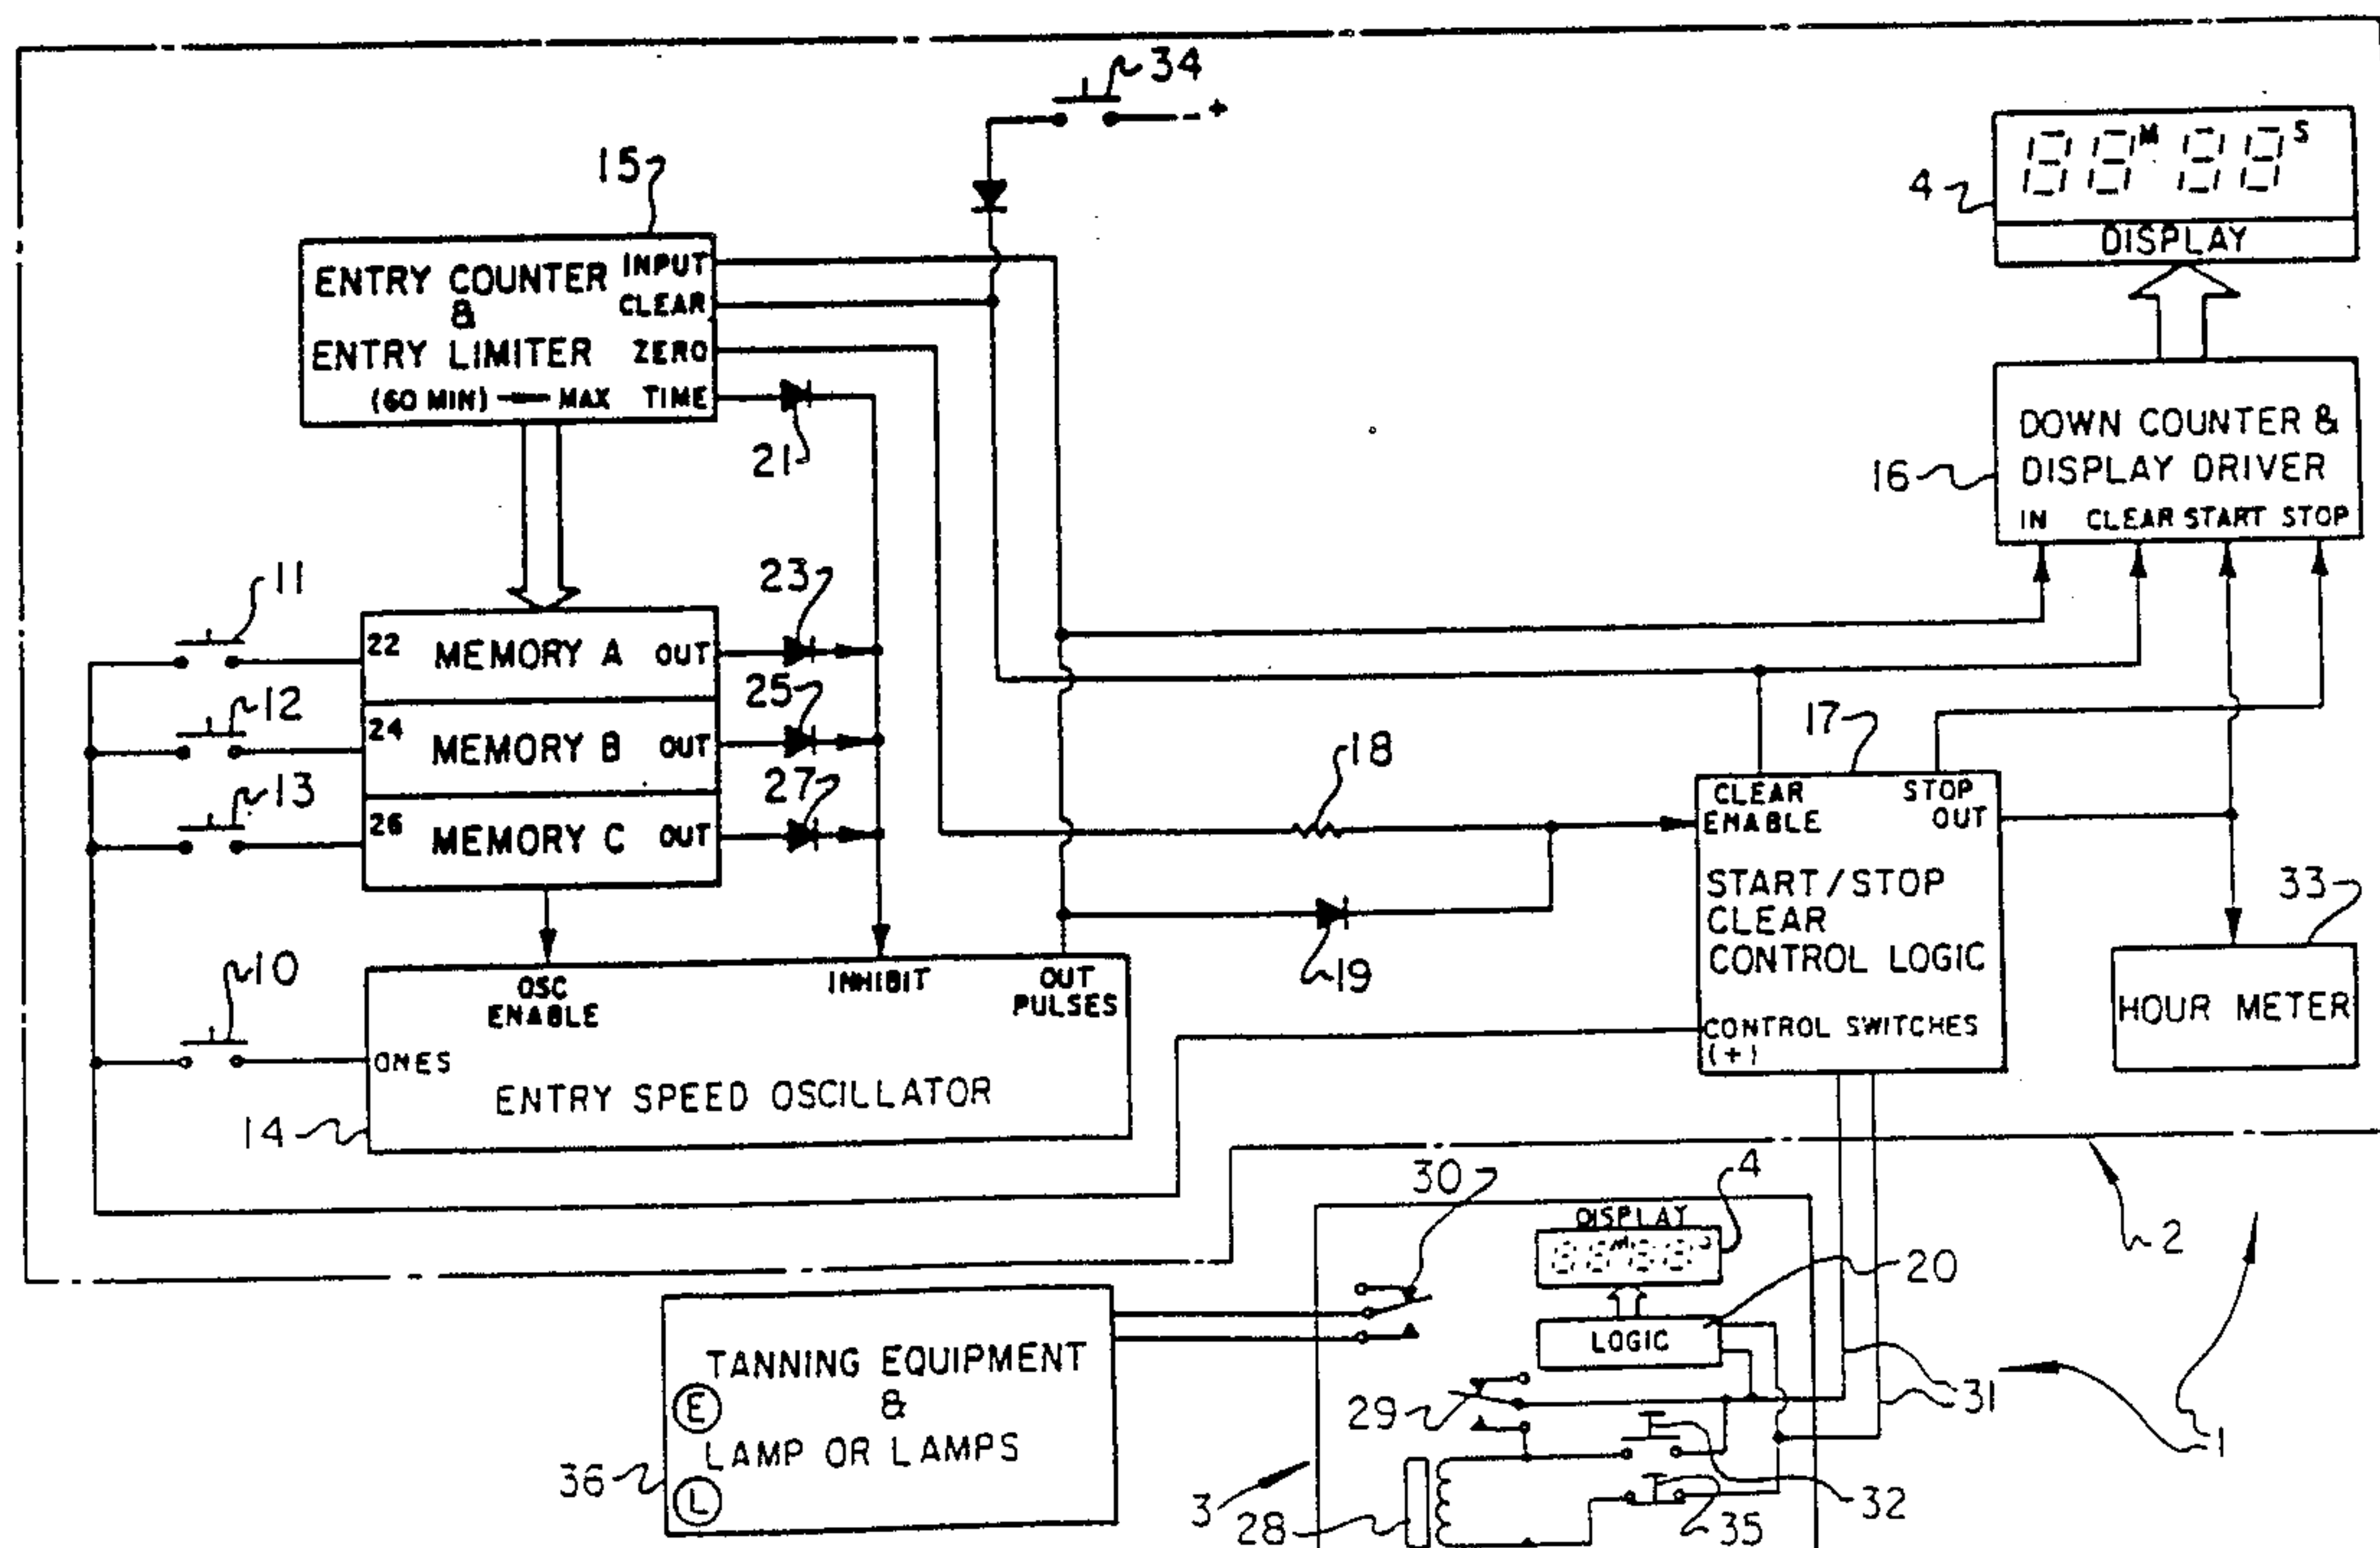 34
+
15
ENTRY COUNTER
&
ENTRY LIMITER
(60 MIN) — MAX
INPUT
CLEAR
ZERO
TIME
21
88 M 88 S
DISPLAY
4
DOWN COUNTER &
DISPLAY DRIVER
IN CLEAR START STOP
16
11
22 MEMORY A OUT
23
12
24 MEMORY B OUT
25
13
26 MEMORY C OUT
27
10
OSC
ENABLE
INHIBIT
OUT
PULSES
ONES
ENTRY SPEED OSCILLATOR
14
18
19
17
CLEAR
ENABLE
STOP
OUT
START/STOP
CLEAR
CONTROL LOGIC
CONTROL SWITCHES
(+)
33
HOUR METER
2
1
30
DISPLAY
88 M 88 S
4
20
LOGIC
31
29
32
35
28
3
TANNING EQUIPMENT
&
LAMP OR LAMPS
E
L
36